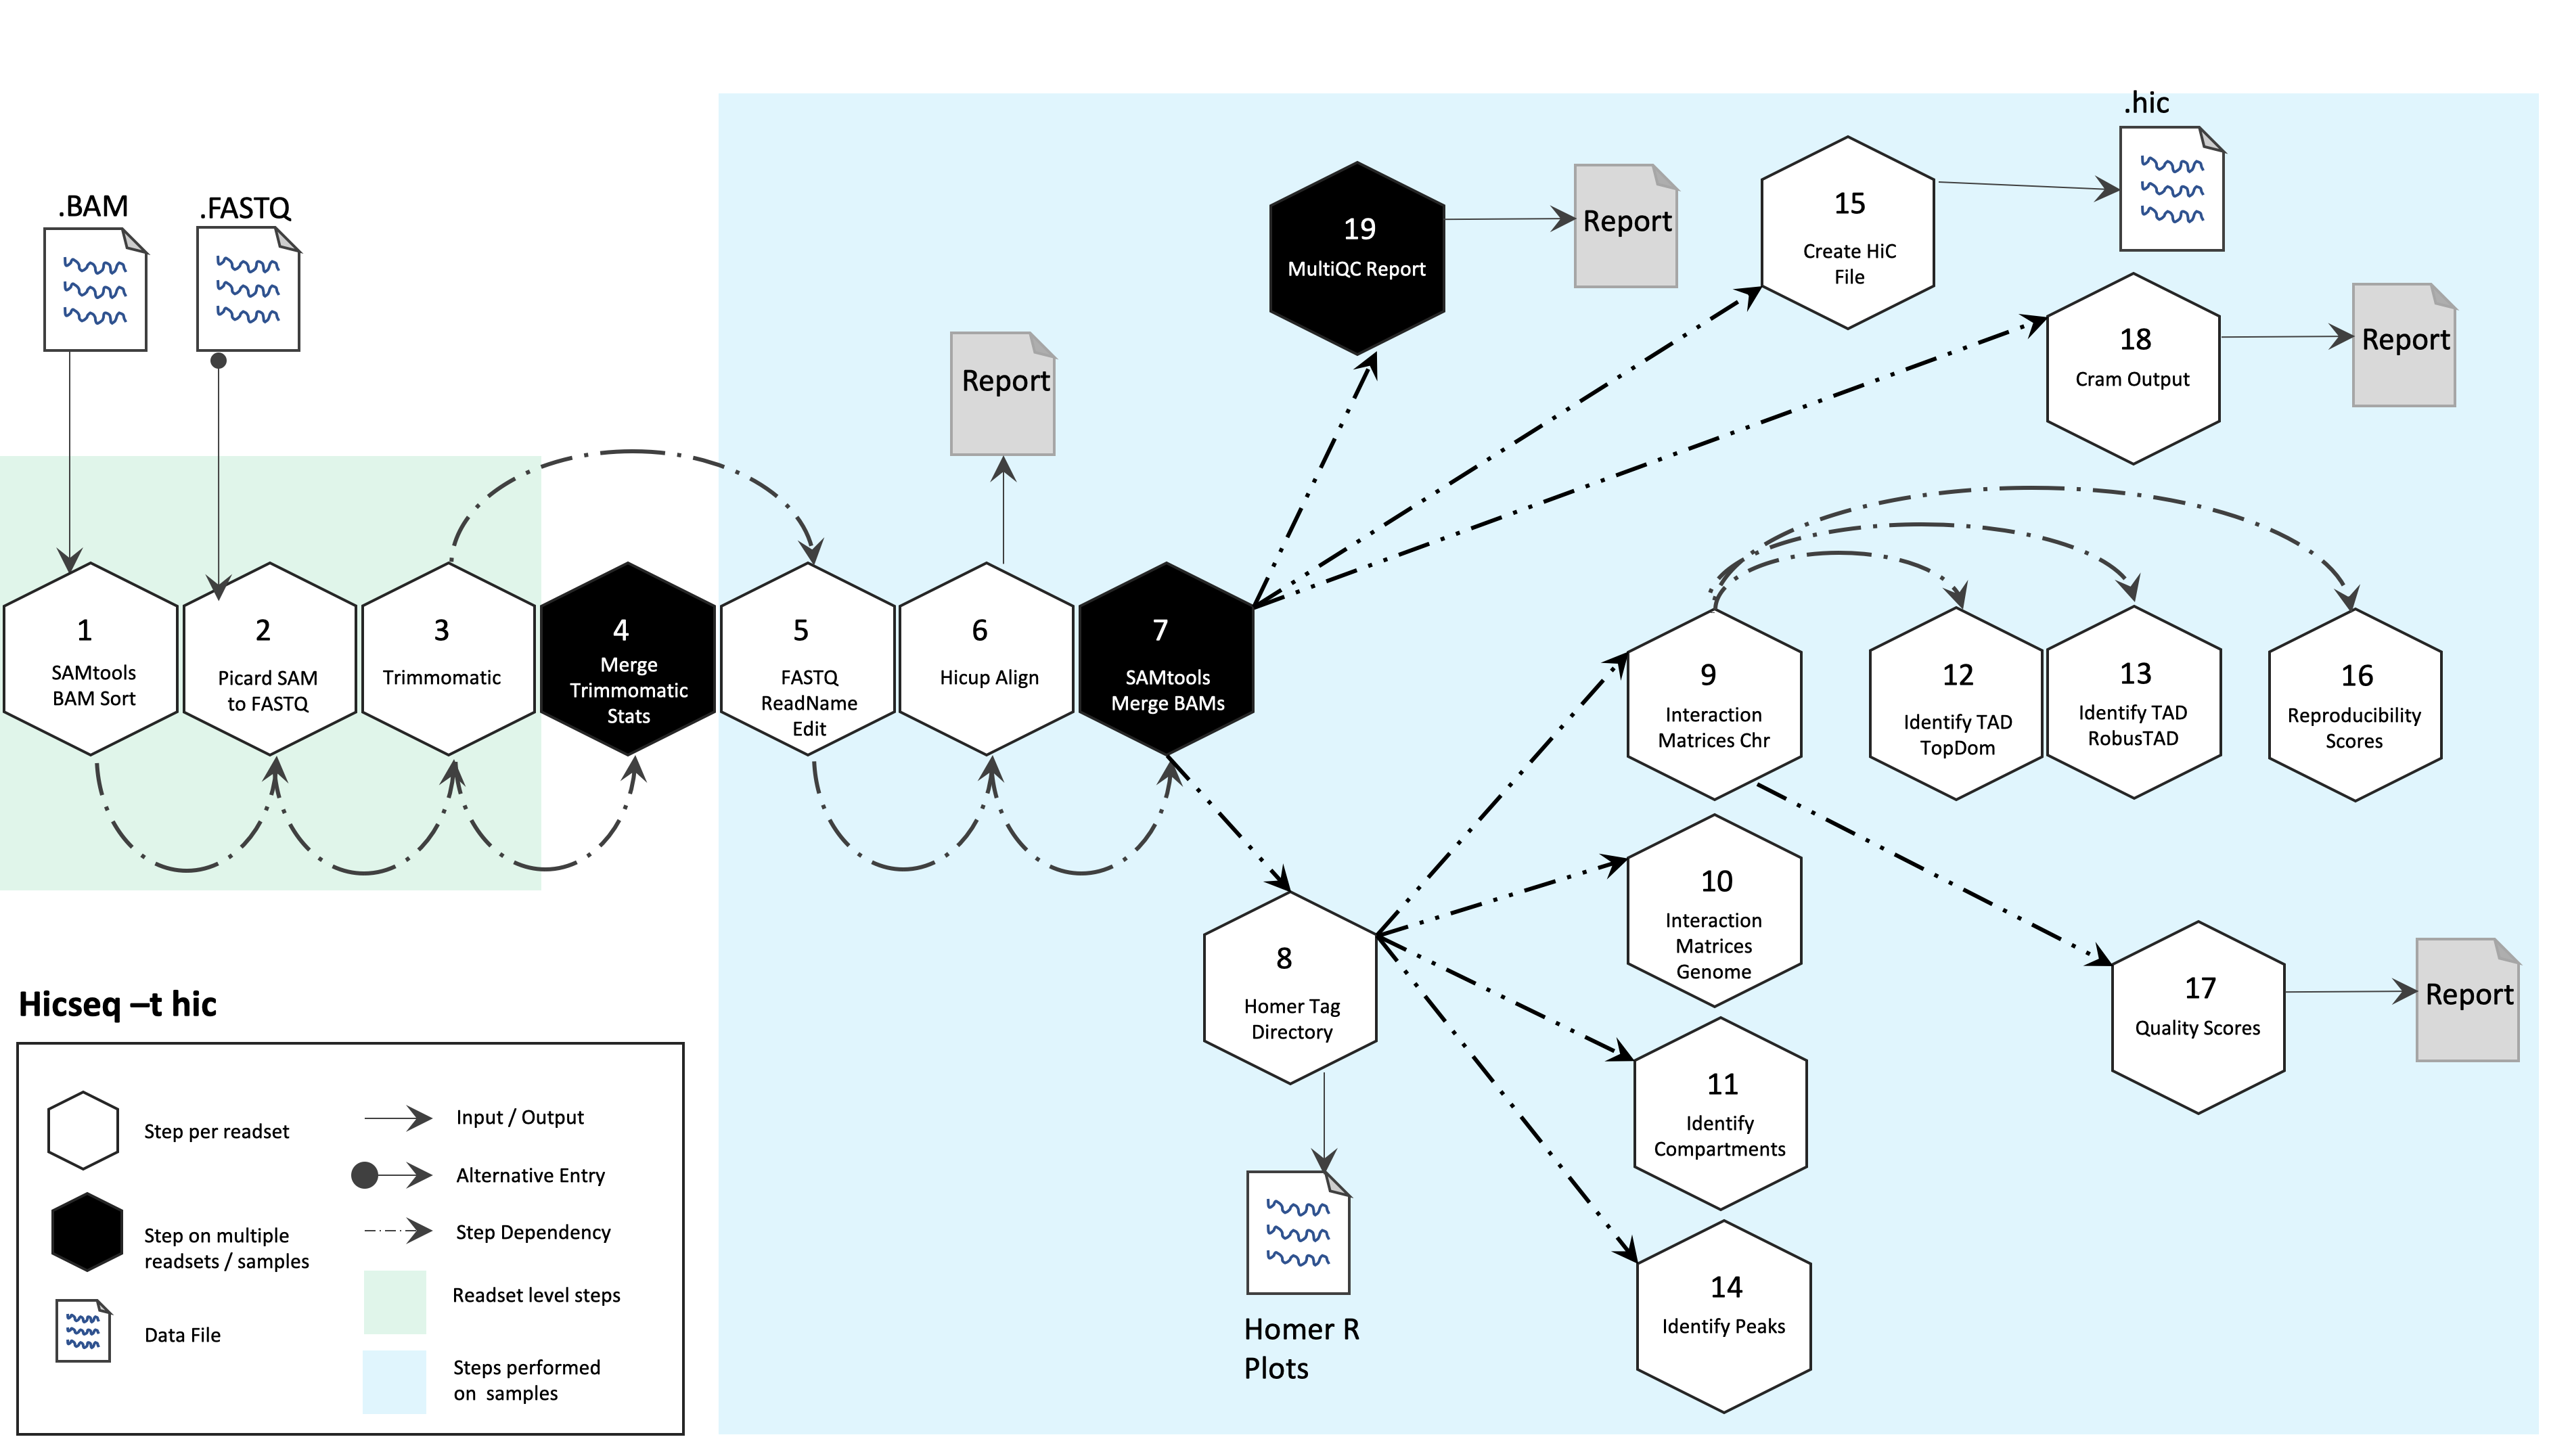 .BAM
.FASTQ
.hic
19
MultiQC Report
Report
15
Create HiC
File
18
Cram Output
Report
Report
1
SAMtools
BAM Sort
2
Picard SAM
to FASTQ
3
Trimmomatic
4
Merge
Trimmomatic
Stats
5
FASTQ
ReadName
Edit
6
Hicup Align
7
SAMtools
Merge BAMs
9
Interaction
Matrices Chr
12
Identify TAD
TopDom
13
Identify TAD
RobusTAD
16
Reproducibility
Scores
10
Interaction
Matrices
Genome
8
Homer Tag
Directory
17
Quality Scores
Report
11
Identify
Compartments
14
Identify Peaks
Homer R
Plots
Hicseq –t hic
Step per readset
Step on multiple
readsets / samples
Data File
Input / Output
Alternative Entry
Step Dependency
Readset level steps
Steps performed
on samples